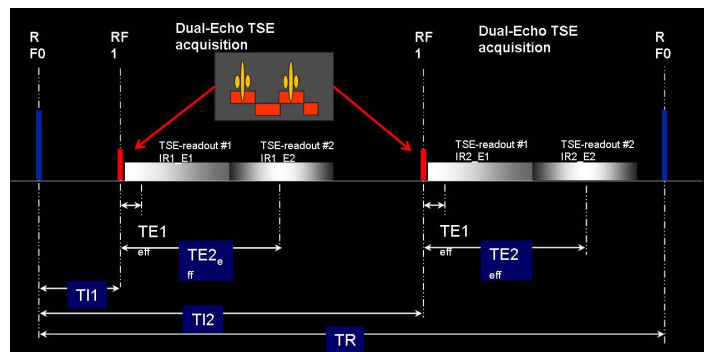 Dual-Echo TSE
acquisition
Dual-Echo TSE
acquisition
R
F0
RF
1
RF
1
R
F0
TSE-readout #1
IR1_E1
TSE-readout #2
IR1_E2
TSE-readout #1
IR2_E1
TSE-readout #2
IR2_E2
TE1
eff
TE2e
ff
TE1
eff
TE2
eff
TI1
TI2
TR